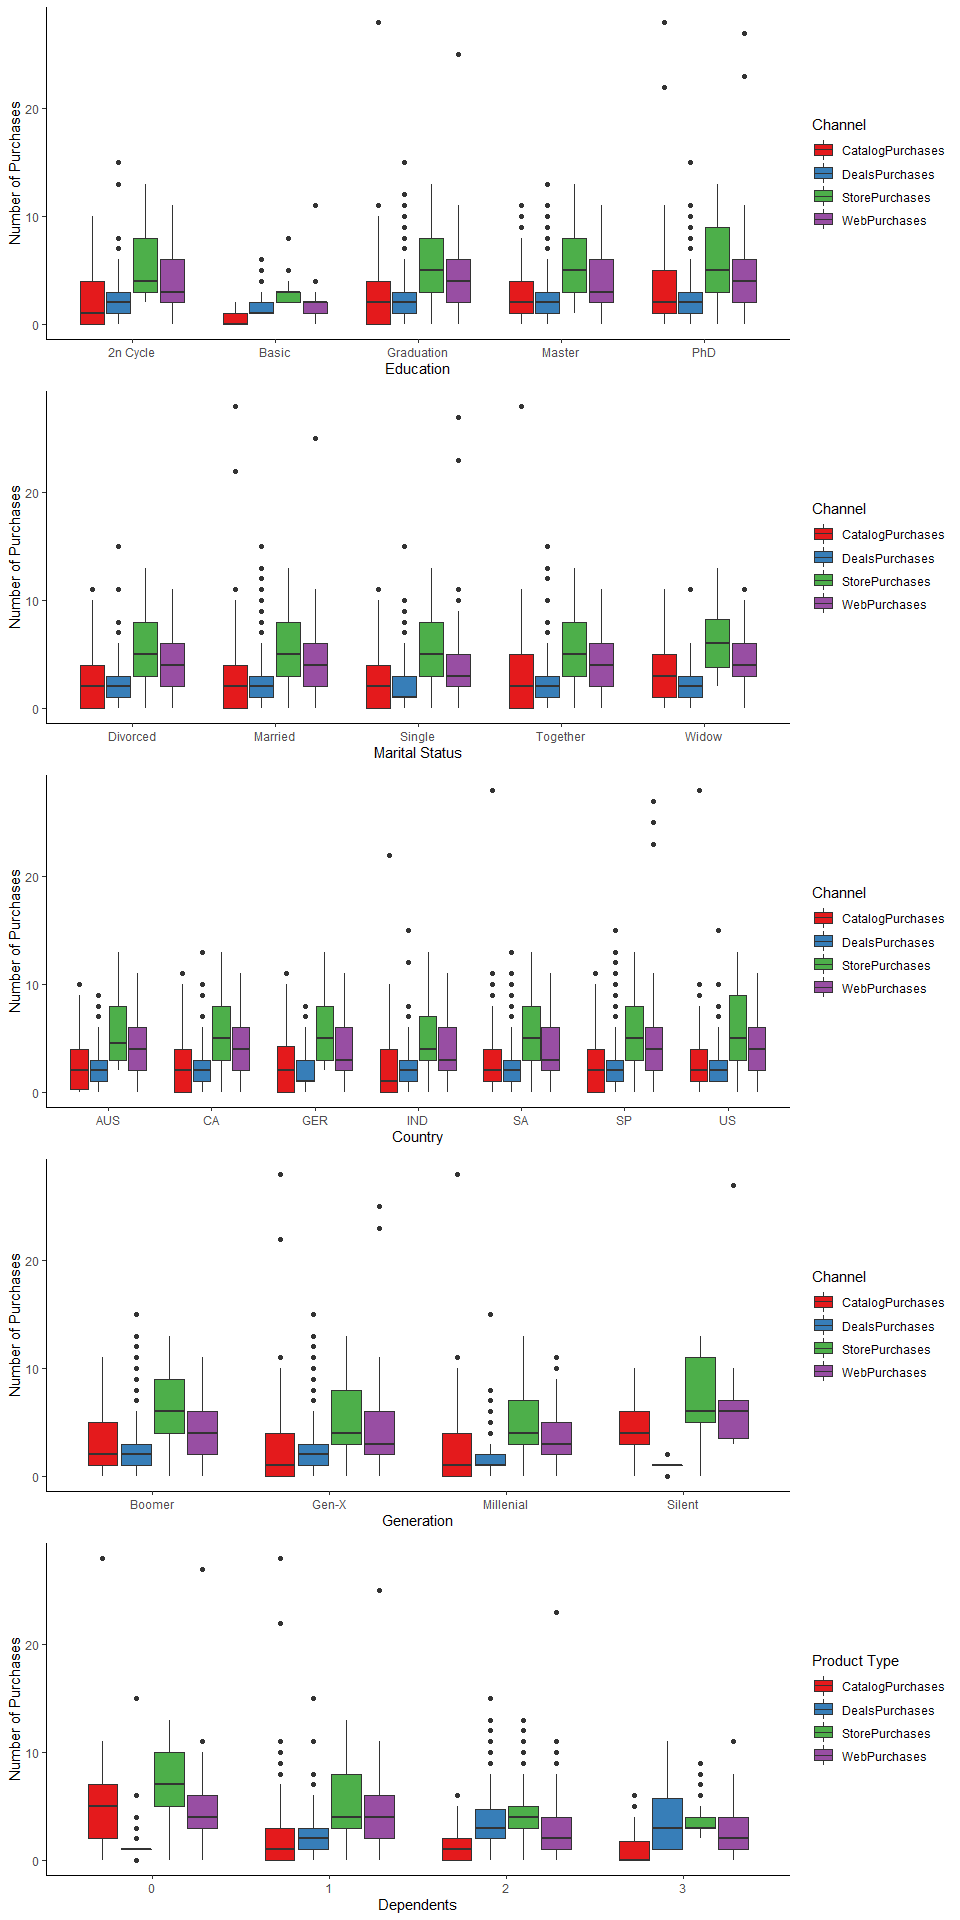 Number of Purchases
20
10
0
2n Cycle Basic Graduation Master PhD
Education
Channel
CatalogPurchases
DealsPurchases
StorePurchases
WebPurchases
Number of Purchases
20
10
0
Divorced Married Single Together Widow
Marital Status
Channel
CatalogPurchases
DealsPurchases
StorePurchases
WebPurchases
Number of Purchases
20
10
0
AUS CA GER IND SA SP US
Country
Channel
CatalogPurchases
DealsPurchases
StorePurchases
WebPurchases
Number of Purchases
20
10
0
Boomer Gen-X Millenial Silent
Generation
Channel
CatalogPurchases
DealsPurchases
StorePurchases
WebPurchases
Number of Purchases
20
10
0
0 1 2 3
Dependents
Product Type
CatalogPurchases
DealsPurchases
StorePurchases
WebPurchases